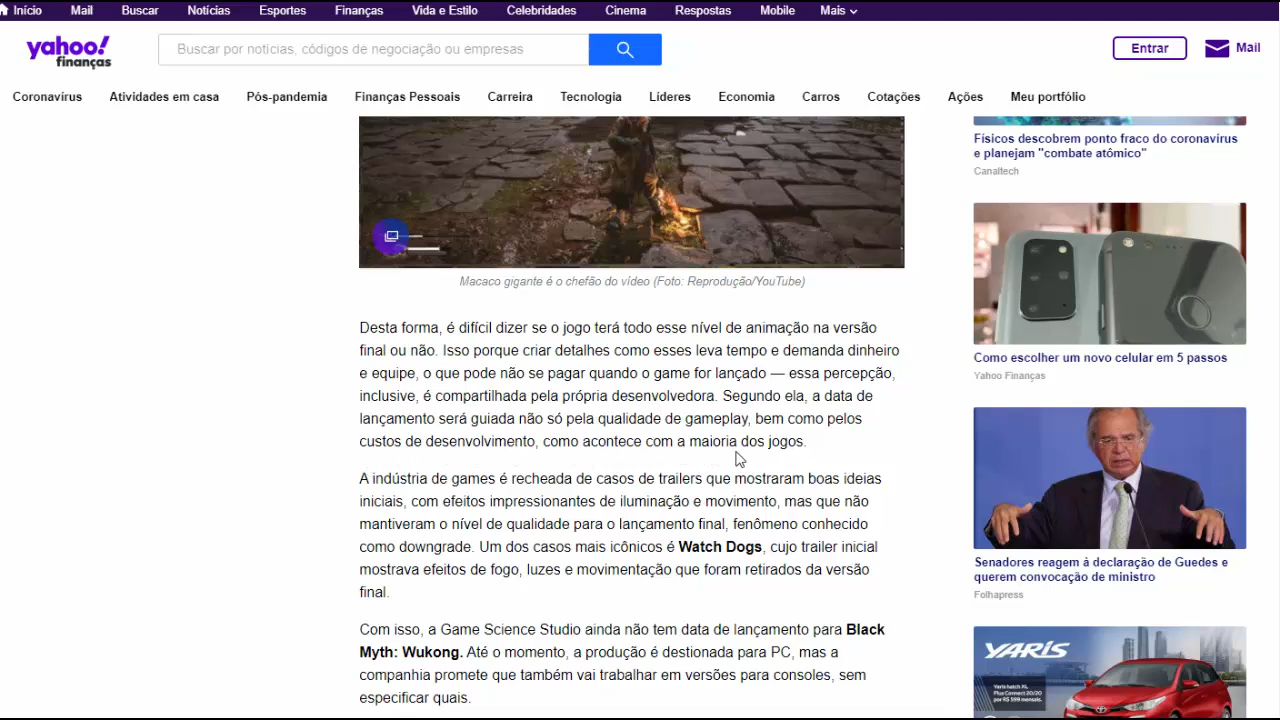 Início Mail Buscar Notícias Esportes Finanças Vida e Estilo Celebridades Cinema Respostas Mobile Mais
yahoo!
finanças
Buscar por notícias, códigos de negociação ou empresas
Entrar
Mail
Coronavírus Atividades em casa Pós-pandemia Finanças Pessoais Carreira Tecnologia Líderes Economia Carros Cotações Ações Meu portfólio
Macaco gigante é o chefão do vídeo (Foto: Reprodução/YouTube)
Desta forma, é difícil dizer se o jogo terá todo esse nível de animação na versão
final ou não. Isso porque criar detalhes como esses leva tempo e demanda dinheiro
e equipe, o que pode não se pagar quando o game for lançado — essa percepção,
inclusive, é compartilhada pela própria desenvolvedora. Segundo ela, a data de
lançamento será guiada não só pela qualidade de gameplay, bem como pelos
custos de desenvolvimento, como acontece com a maioria dos jogos.
A indústria de games é recheada de casos de trailers que mostraram boas ideias
iniciais, com efeitos impressionantes de iluminação e movimento, mas que não
mantiveram o nível de qualidade para o lançamento final, fenômeno conhecido
como downgrade. Um dos casos mais icônicos é Watch Dogs, cujo trailer inicial
mostrava efeitos de fogo, luzes e movimentação que foram retirados da versão
final.
Com isso, a Game Science Studio ainda não tem data de lançamento para Black
Myth: Wukong. Até o momento, a produção é destionada para PC, mas a
companhia promete que também vai trabalhar em versões para consoles, sem
especificar quais.
Físicos descobrem ponto fraco do coronavírus
e planejam "combate atômico"
Canaltech
Como escolher um novo celular em 5 passos
Yahoo Finanças
Senadores reagem à declaração de Guedes e
querem convocação de ministro
Folhapress
YARIS
Yaris hatch XL
Plus Connect 20/20
por R$ 599 mensais.